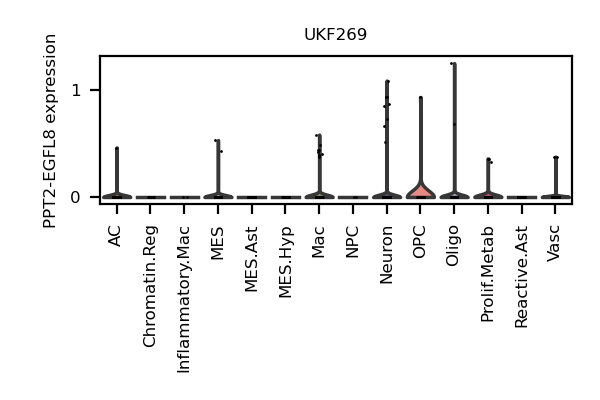 UKF269
PPT2-EGFL8 expression
1
0
AC
Chromatin.Reg
Inflammatory.Mac
MES
MES.Ast
MES.Hyp
Mac
NPC
Neuron
OPC
Oligo
Prolif.Metab
Reactive.Ast
Vasc